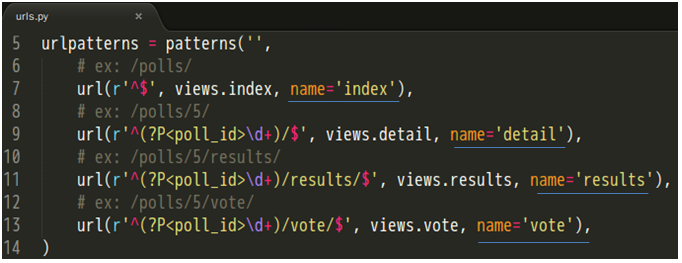 urls.py ×
5 urlpatterns = patterns('',
6 # ex: /polls/
7 url(r'^$', views.index, name='index'),
8 # ex: /polls/5/
9 url(r'^(?P<poll_id>\d+)/$', views.detail, name='detail'),
10 # ex: /polls/5/results/
11 url(r'^(?P<poll_id>\d+)/results/$', views.results, name='results'),
12 # ex: /polls/5/vote/
13 url(r'^(?P<poll_id>\d+)/vote/$', views.vote, name='vote'),
14 )